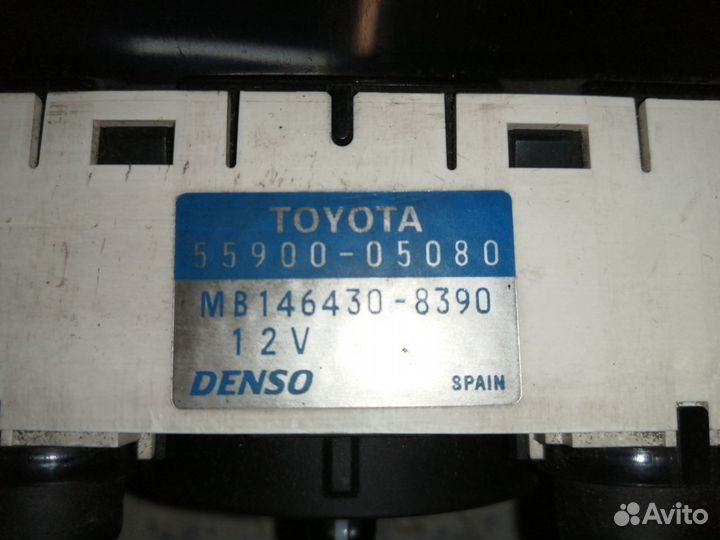 TOYOTA
55900-05080
MB146430-8390
12V
DENSO SPAIN
Avito